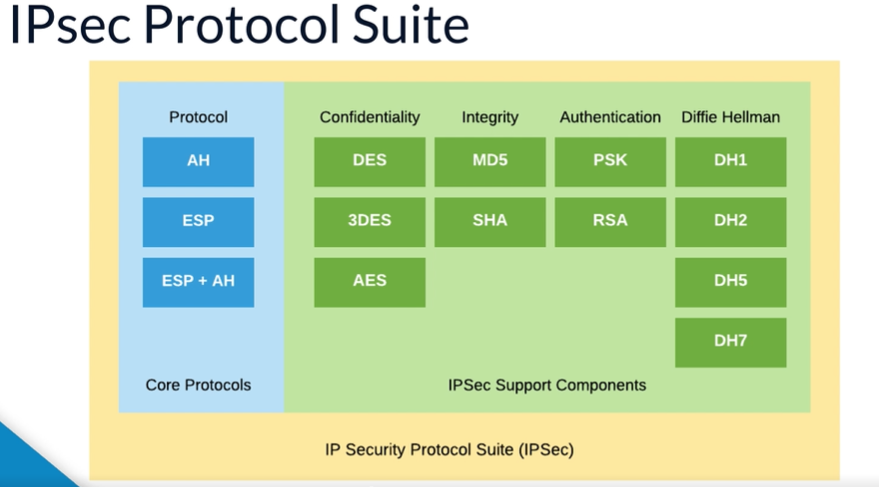 IPsec Protocol Suite
Protocol Confidentiality Integrity Authentication Diffie Hellman
AH DES MD5 PSK DH1
ESP 3DES SHA RSA DH2
ESP + AH AES DH5
DH7
Core Protocols IPSec Support Components
IP Security Protocol Suite (IPSec)